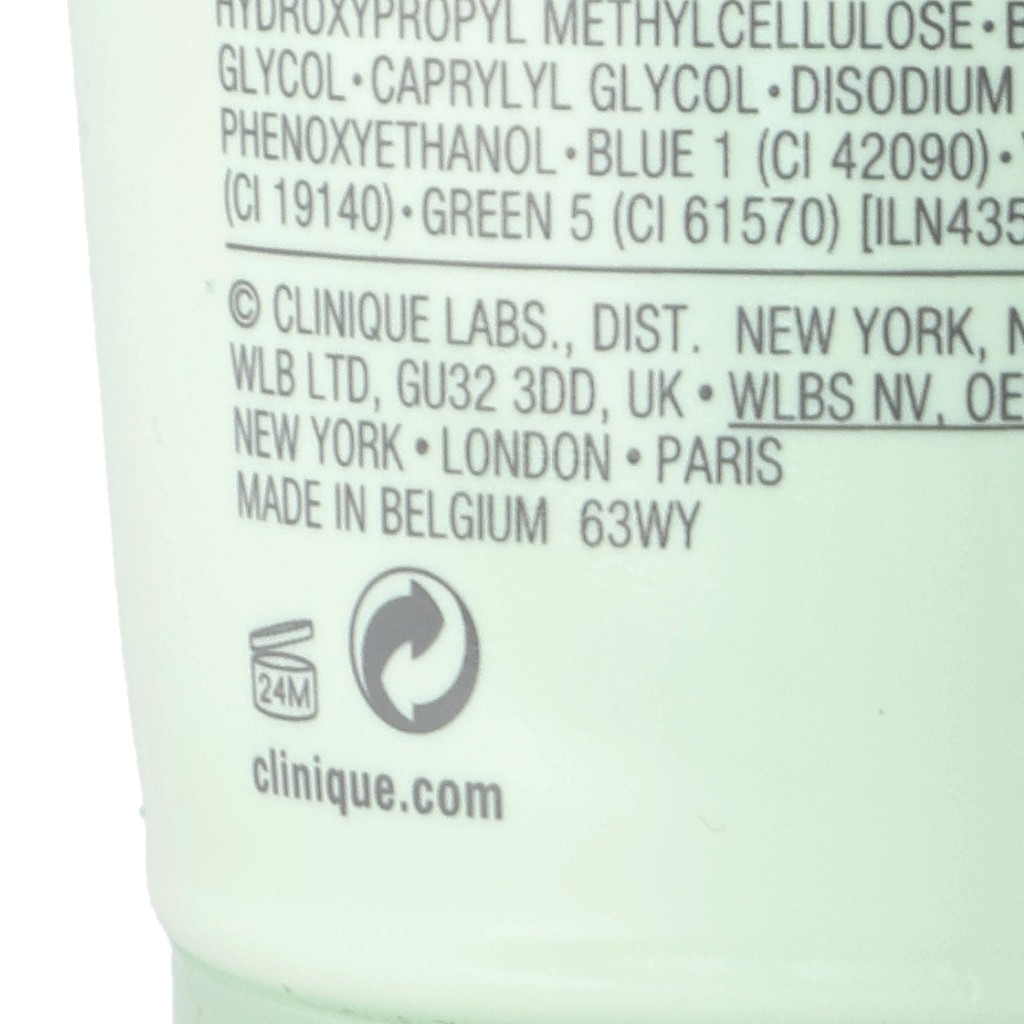 HYDROXYPROPYL METHYLCELLULOSE •
GLYCOL • CAPRYLYL GLYCOL • DISODIUM
PHENOXYETHANOL • BLUE 1 (CI 42090) •
(CI 19140) • GREEN 5 (CI 61570) [ILN435
© CLINIQUE LABS., DIST. NEW YORK,
WLB LTD, GU32 3DD, UK • WLBS NV, OE
NEW YORK • LONDON • PARIS
MADE IN BELGIUM 63WY
24M
clinique.com